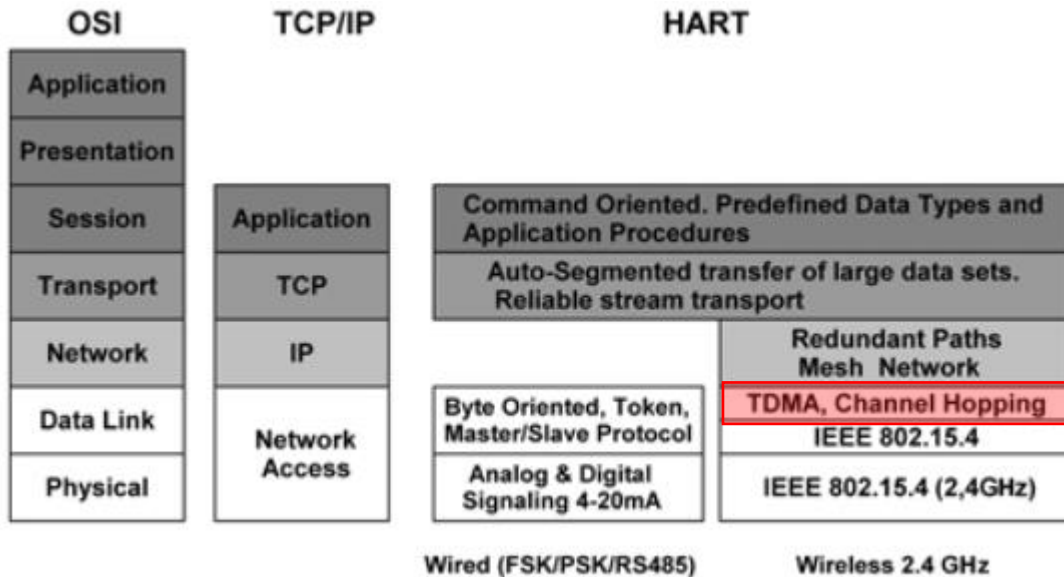 OSI
TCP/IP
HART
Application
Presentation
Session
Transport
Network
Data Link
Physical
Application
TCP
IP
Network
Access
Command Oriented. Predefined Data Types and
Application Procedures
Auto-Segmented transfer of large data sets.
Reliable stream transport
Redundant Paths
Mesh Network
Byte Oriented, Token,
Master/Slave Protocol
TDMA, Channel Hopping
IEEE 802.15.4
Analog & Digital
Signaling 4-20mA
IEEE 802.15.4 (2,4GHz)
Wired (FSK/PSK/RS485)
Wireless 2.4 GHz